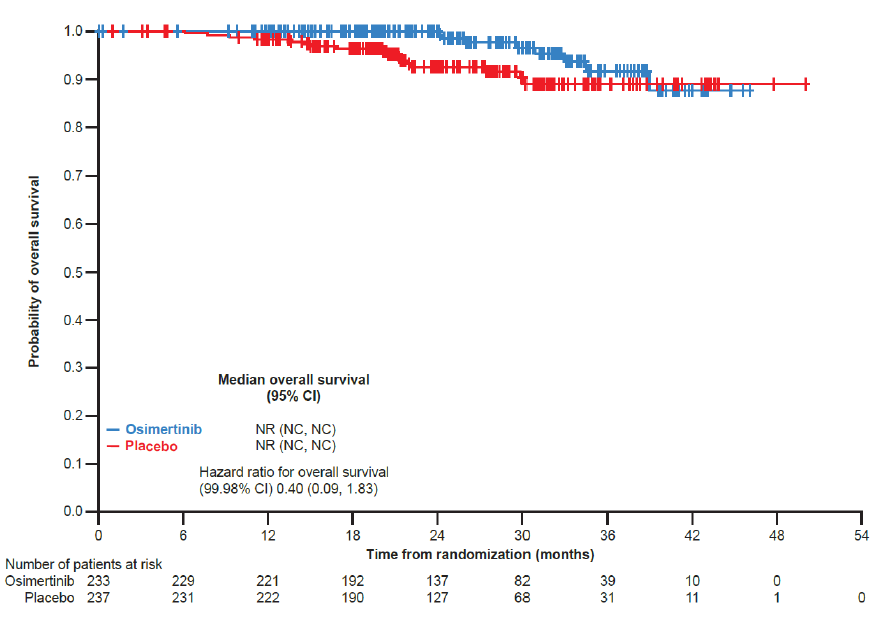 Probability of overall survival
1.0
0.9
0.8
0.7
0.6
0.5
0.4
0.3
0.2
0.1
0.0
Median overall survival
(95% CI)
Osimertinib NR (NC, NC)
Placebo NR (NC, NC)
Hazard ratio for overall survival
(99.98% CI) 0.40 (0.09, 1.83)
0 6 12 18 24 30 36 42 48 54
Time from randomization (months)
Number of patients at risk
Osimertinib 233 229 221 192 137 82 39 10 0
Placebo 237 231 222 190 127 68 31 11 1 0